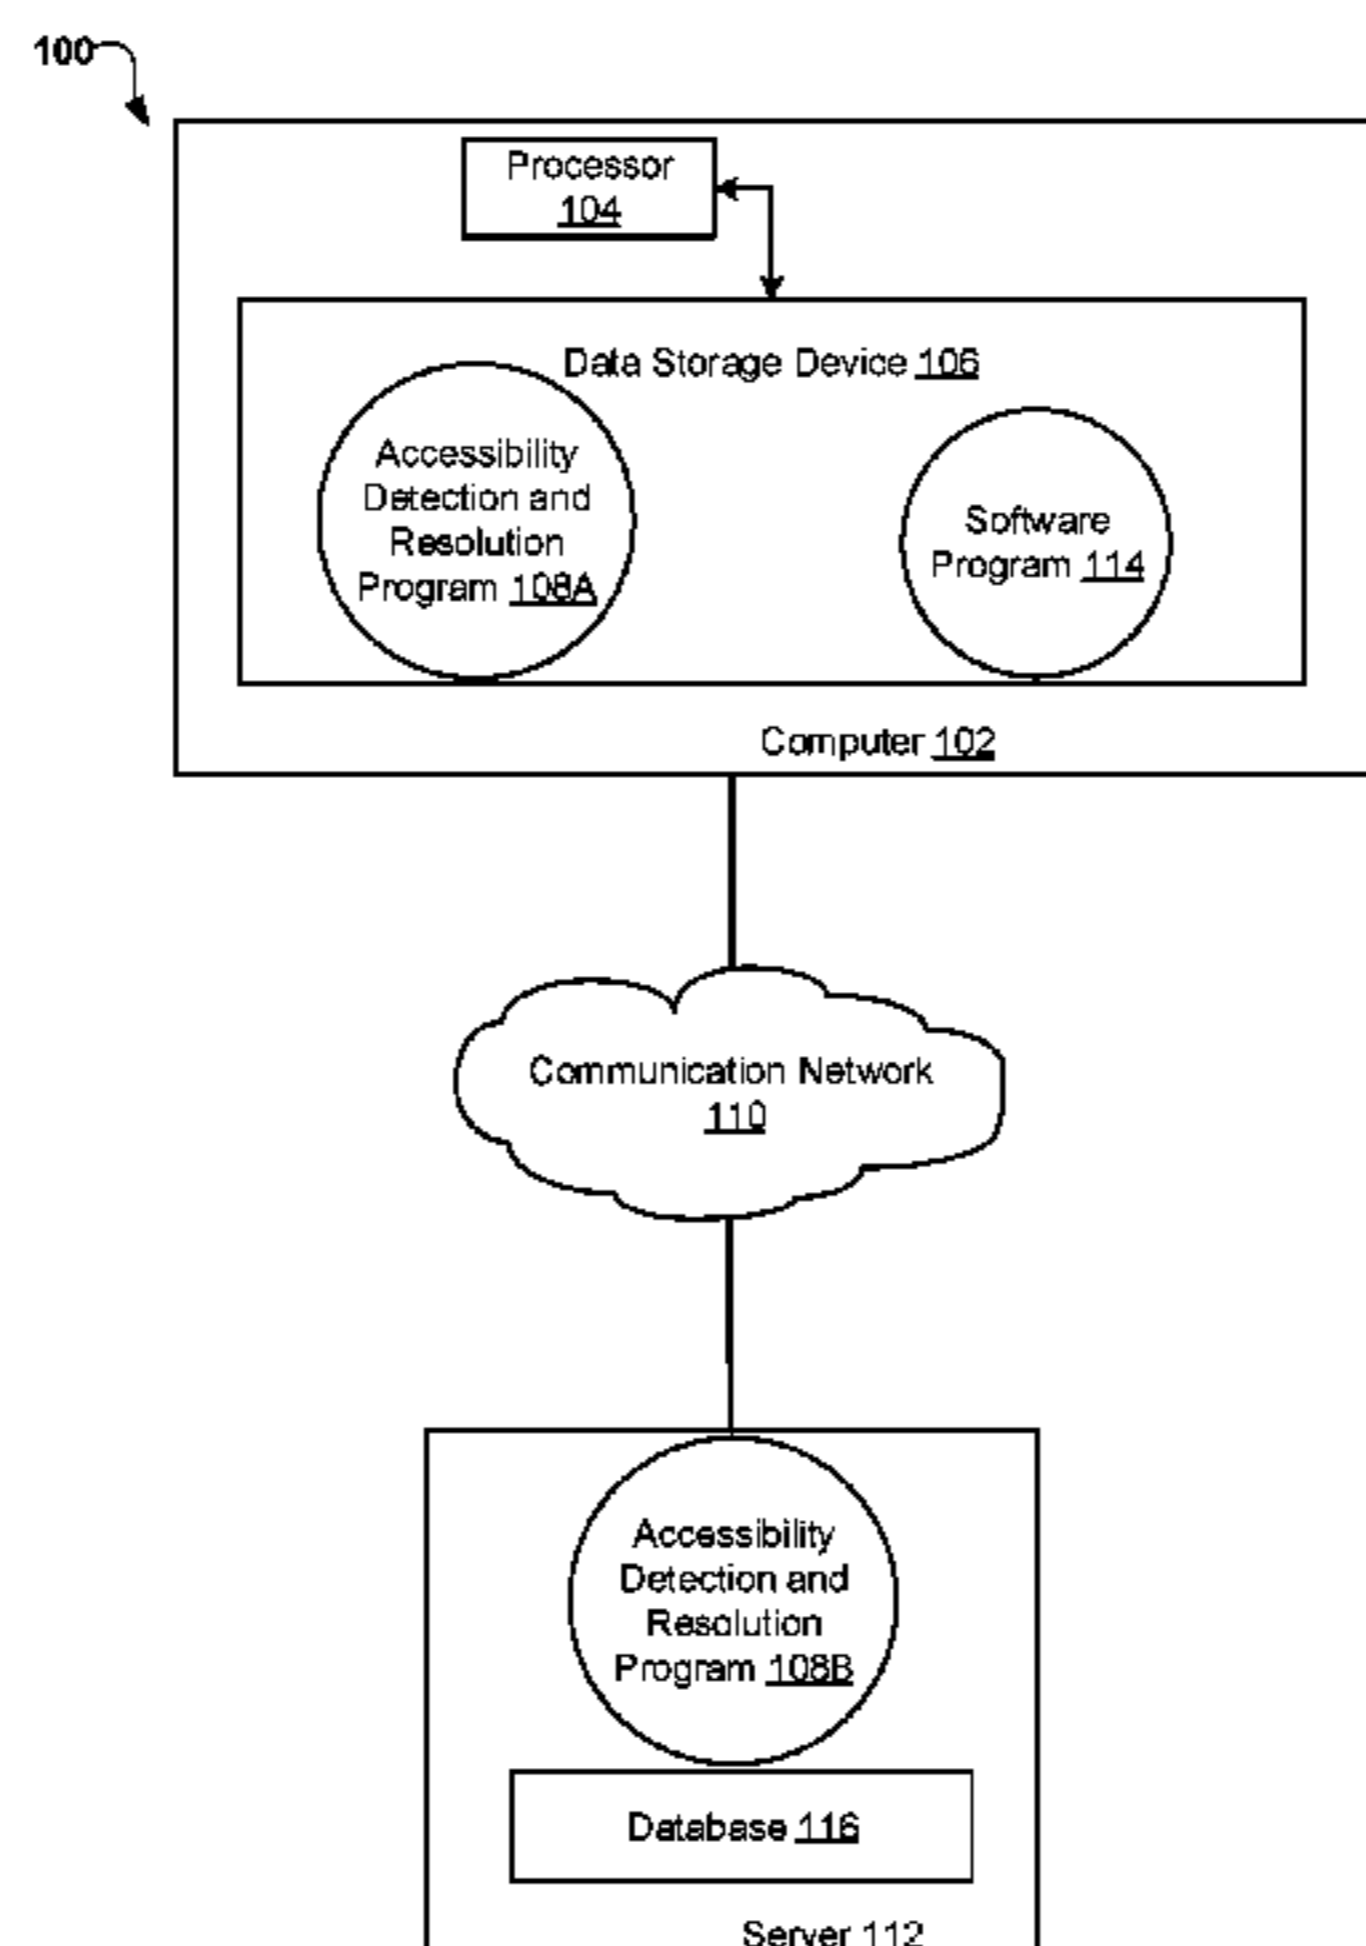 100
Processor
104
Data Storage Device 106
Accessibility
Detection and
Resolution
Program 108A
Software
Program 114
Computer 102
Communication Network
110
Accessibility
Detection and
Resolution
Program 108B
Database 116
Server 112